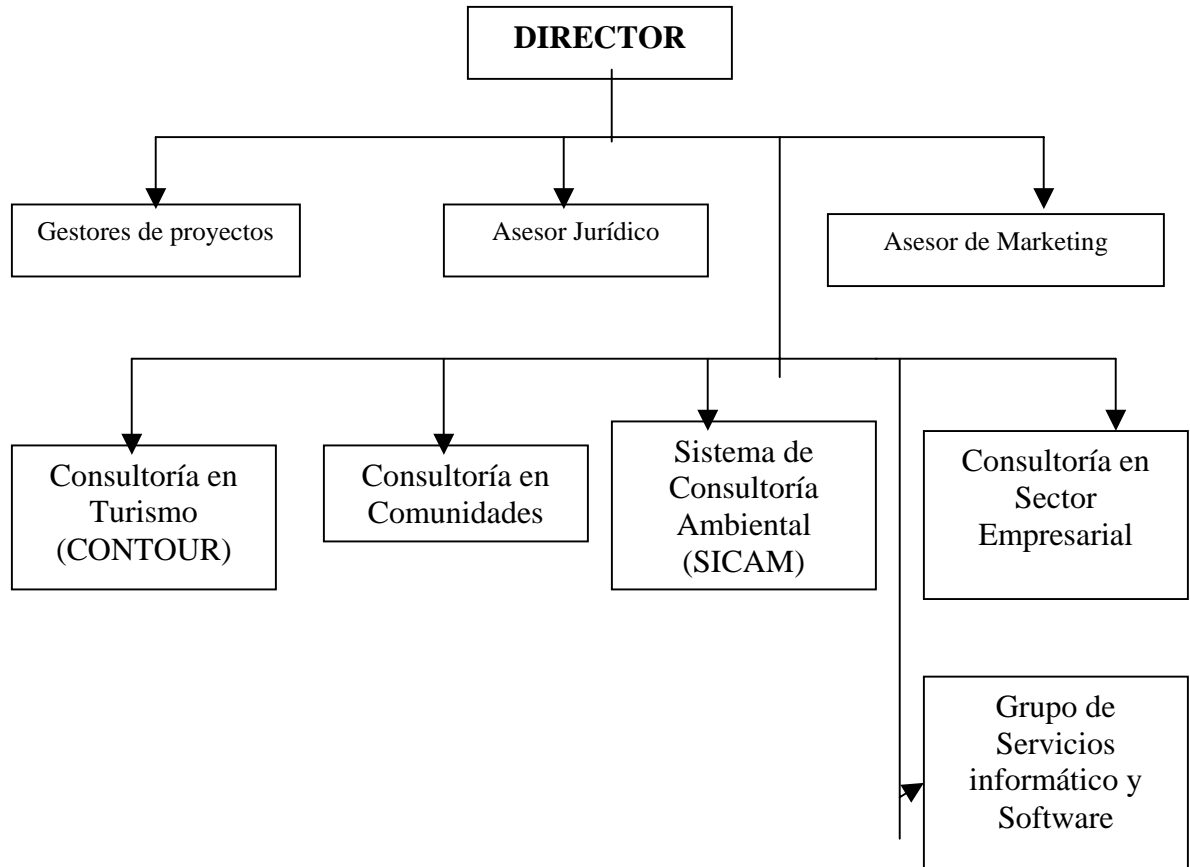 DIRECTOR
Gestores de proyectos
Asesor Jurídico
Asesor de Marketing
Consultoría en
Turismo
(CONTOUR)
Consultoría en
Comunidades
Sistema de
Consultoría
Ambiental
(SICAM)
Consultoría en
Sector
Empresarial
Grupo de
Servicios
informático y
Software